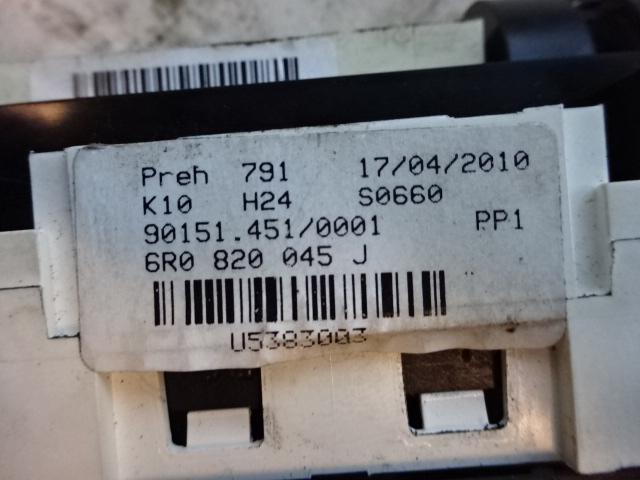 Preh 791 17/04/2010
K10 H24 S0660
90151.451/0001 PP1
6R0 820 045 J
U5383003